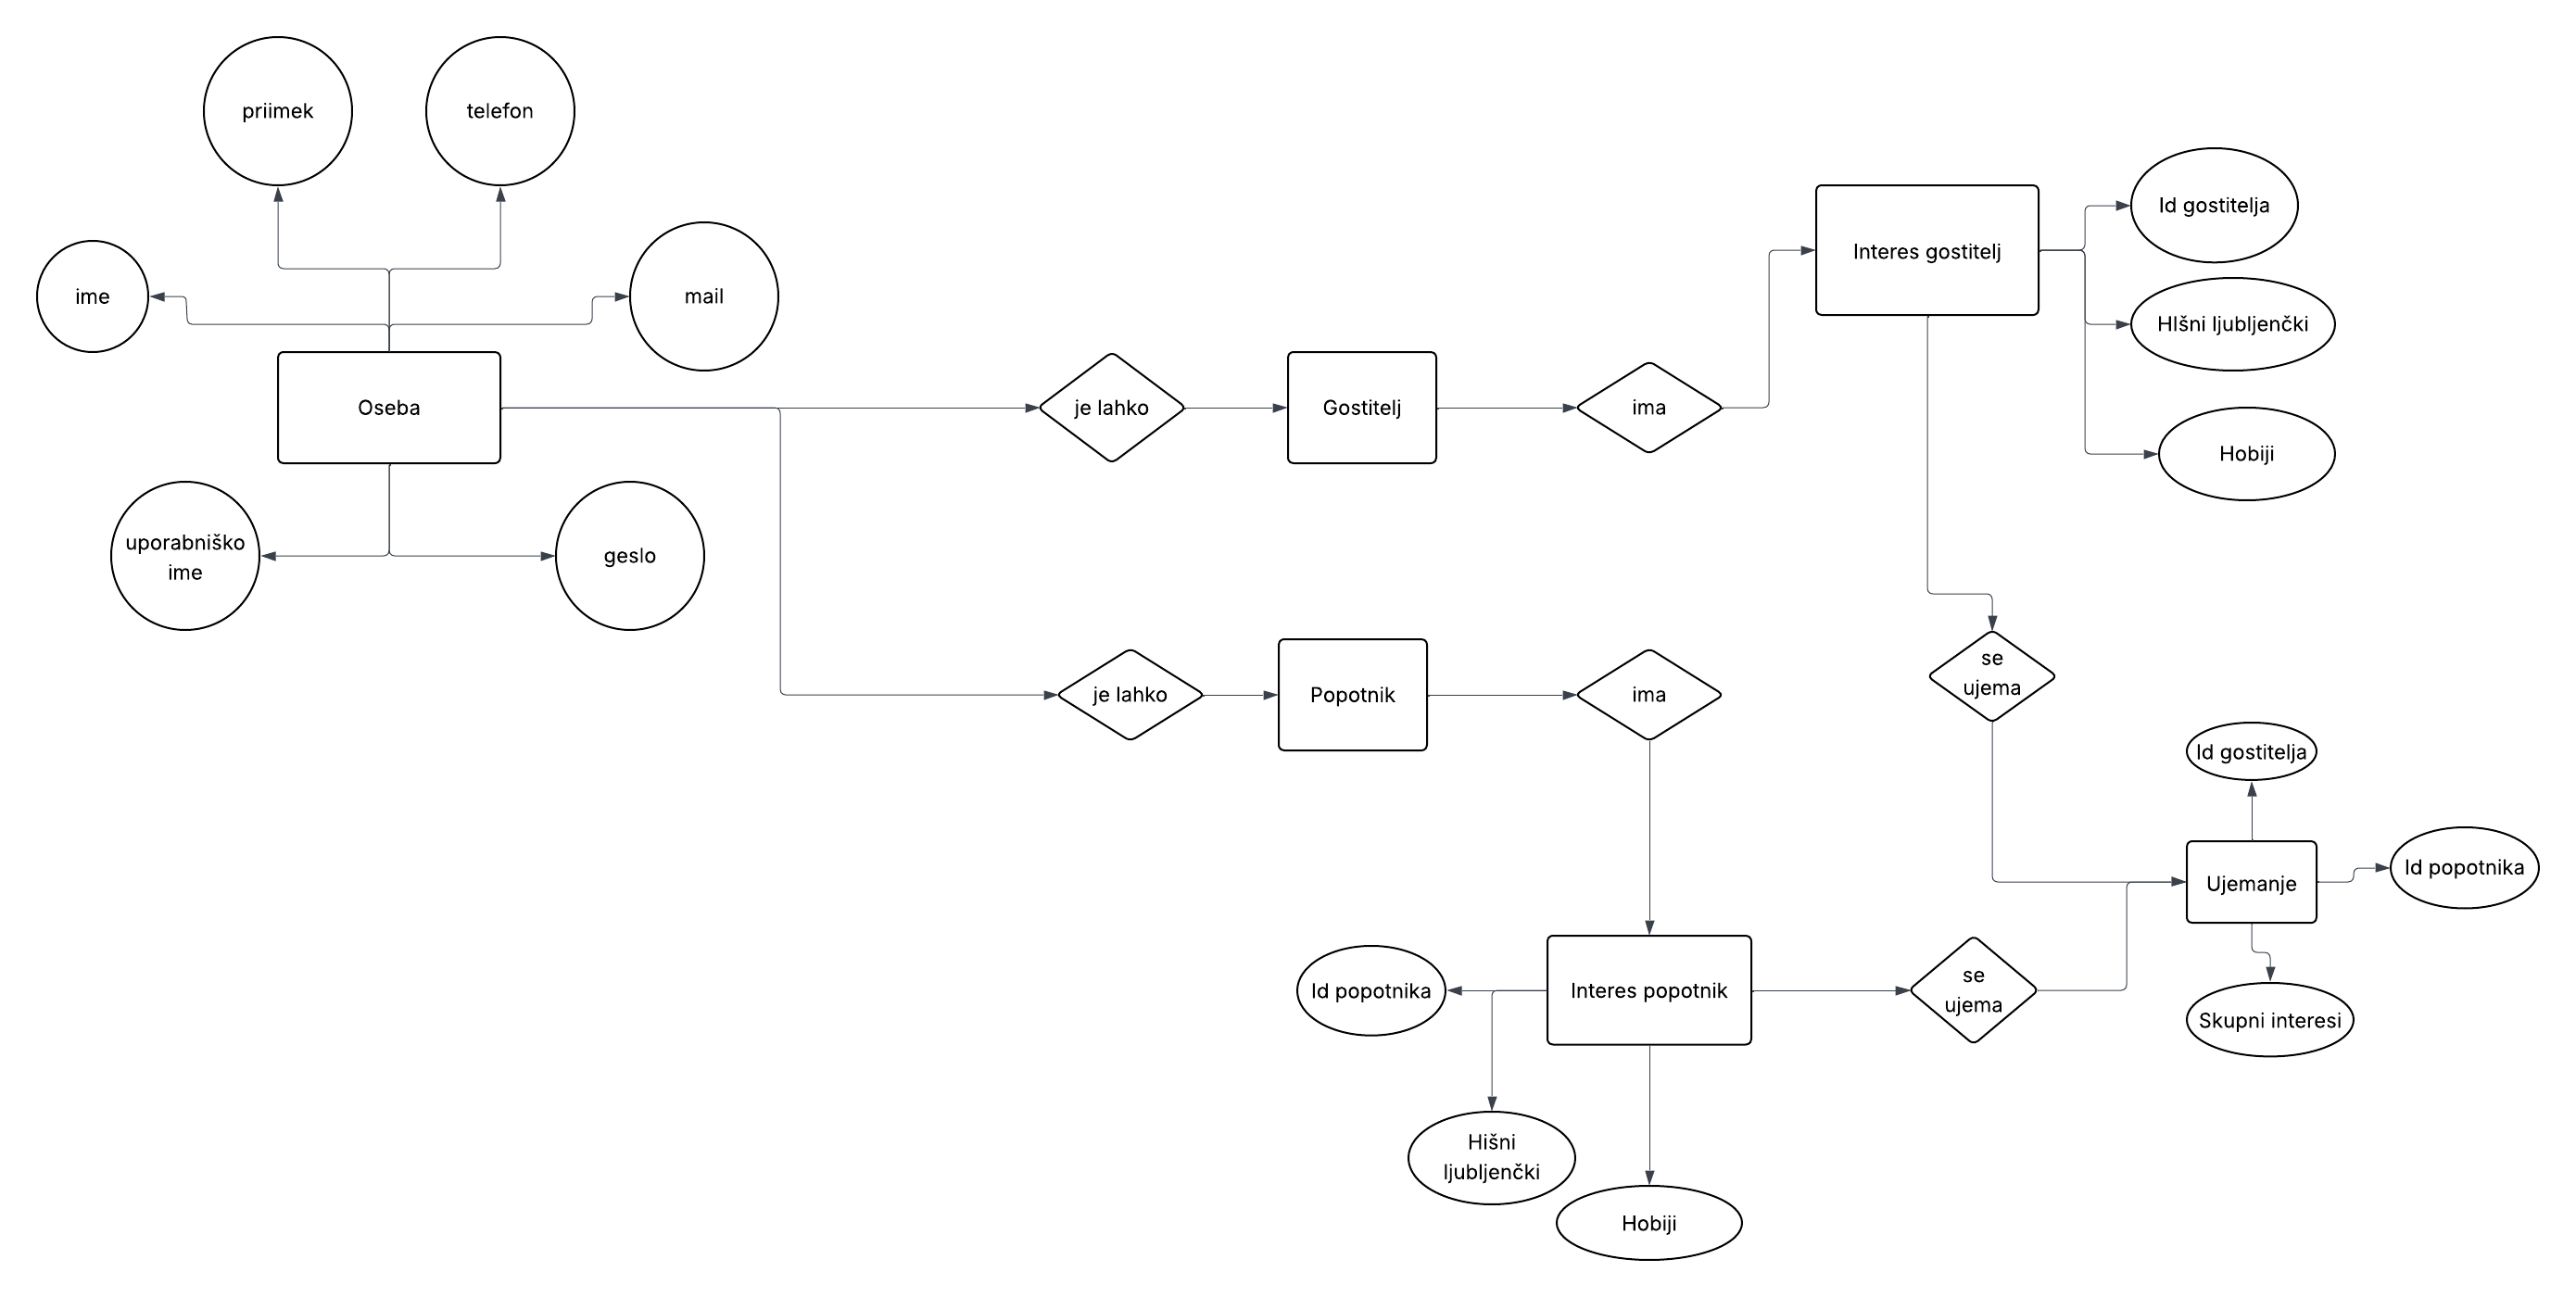 priimek
telefon
ime
mail
Oseba
uporabniško
ime
geslo
je lahko
Gostitelj
ima
Interes gostitelj
Id gostitelja
HIšni ljubljenčki
Hobiji
je lahko
Popotnik
ima
se
ujema
Id gostitelja
Ujemanje
Id popotnika
Skupni interesi
Id popotnika
Interes popotnik
se
ujema
Hišni
ljubljenčki
Hobiji